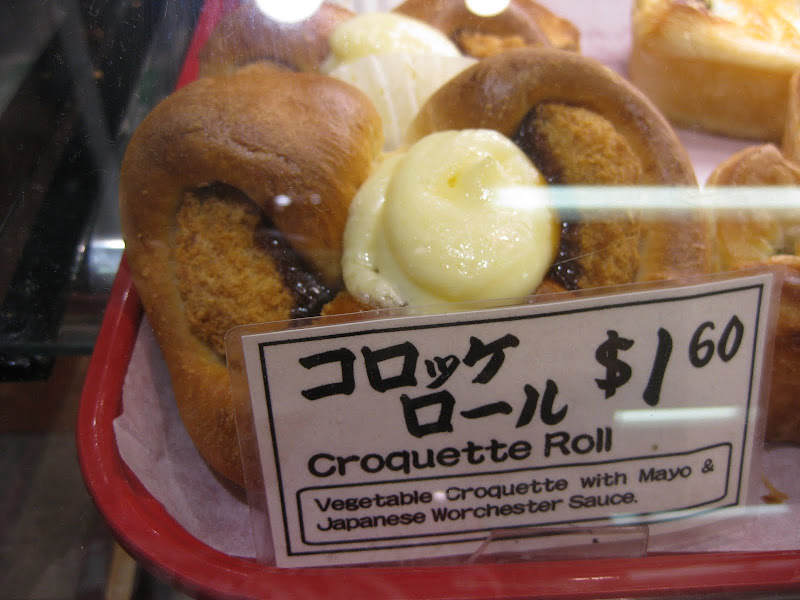 コロッケ $1.60
ロール
Croquette Roll
Vegetable Croquette with Mayo &
Japanese Worchester Sauce.